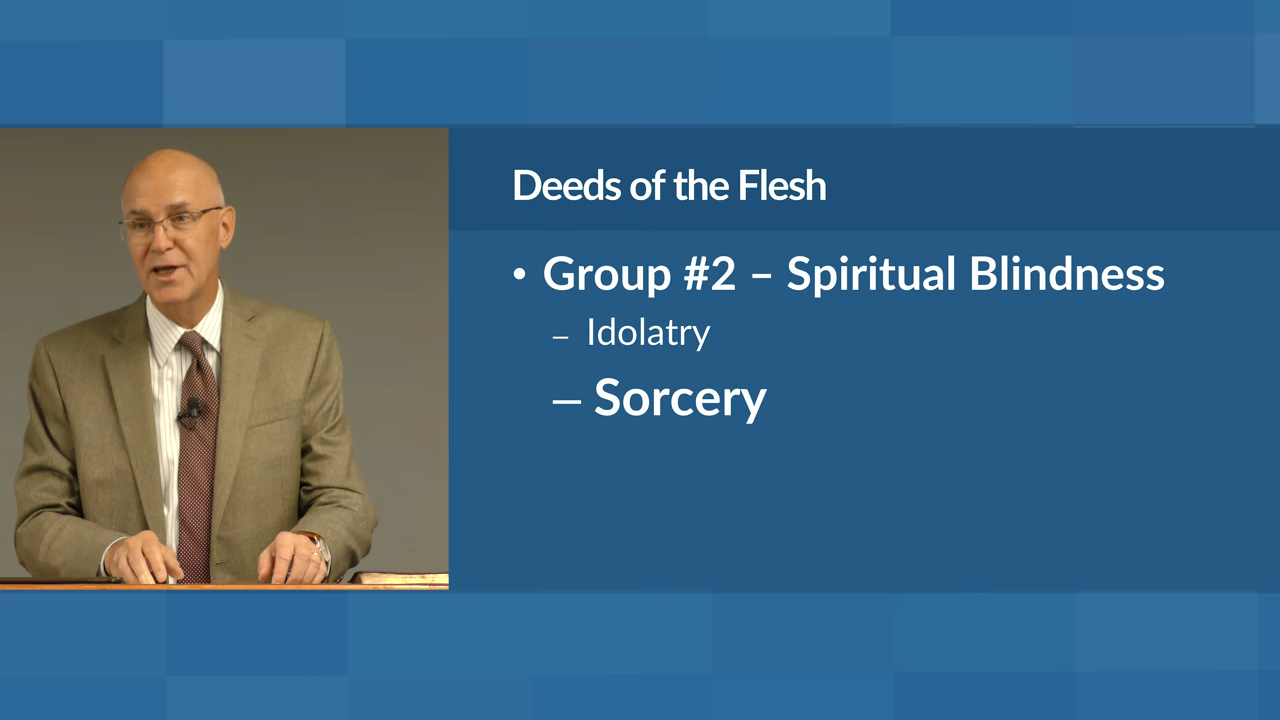 Deeds of the Flesh
• Group #2 – Spiritual Blindness
– Idolatry
– Sorcery